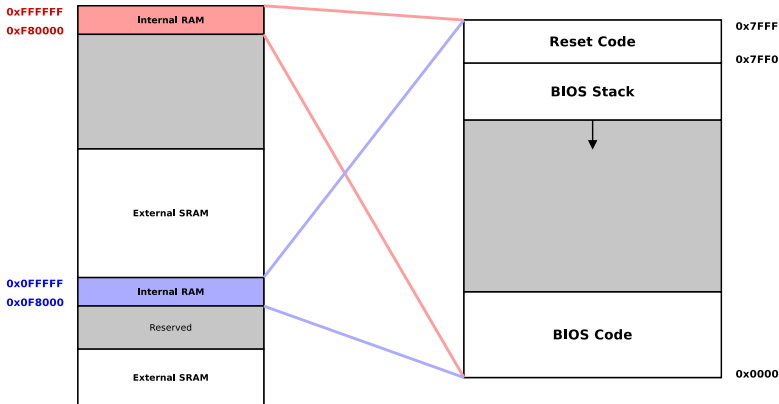 0xFFFFFF
Internal RAM
0xF80000
External SRAM
0x0FFFFF
Internal RAM
0x0F8000
Reserved
External SRAM
0x7FFF
Reset Code
0x7FF0
BIOS Stack
BIOS Code
0x0000